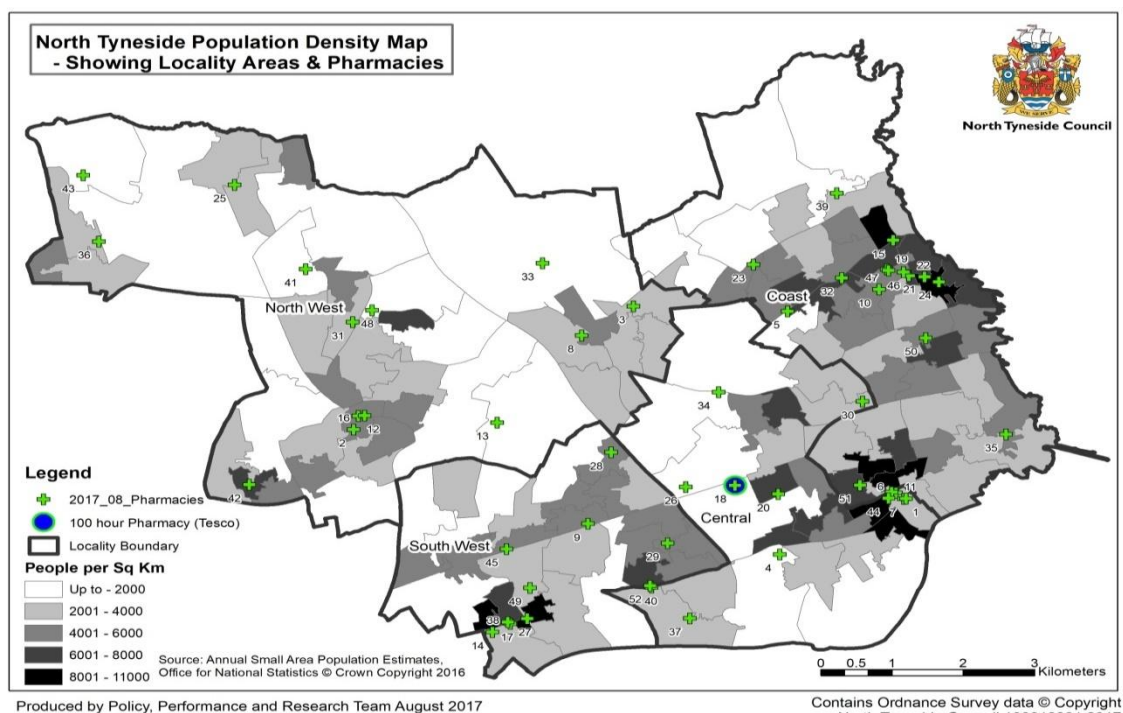 North Tyneside Population Density Map
- Showing Locality Areas & Pharmacies
North Tyneside Council
43
25
39
36
15
19
22
41
33
23
47
46
21
24
32
10
North West
Coast
48
3
5
31
8
50
34
30
16
2
12
13
35
28
Legend
2017_08_Pharmacies
100 hour Pharmacy (Tesco)
Locality Boundary
People per Sq Km
Up to - 2000
2001 - 4000
4001 - 6000
6001 - 8000
8001 - 11000
42
26
18
20
51
6
11
44
7
1
Central
9
South West
45
29
4
49
52
40
38
17
27
14
37
Source: Annual Small Area Population Estimates,
Office for National Statistics © Crown Copyright 2016
0 0.5 1 2 3
Kilometers
Produced by Policy, Performance and Research Team August 2017
Contains Ordnance Survey data © Copyright